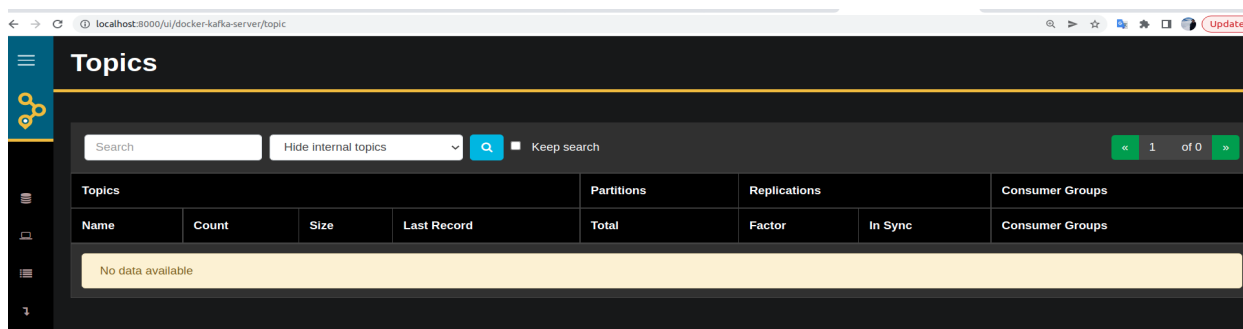 localhost:8000/ui/docker-kafka-server/topic
Update
Topics
Search Hide internal topics Keep search « 1 of 0 »
Topics Partitions Replications Consumer Groups
Name Count Size Last Record Total Factor In Sync Consumer Groups
No data available